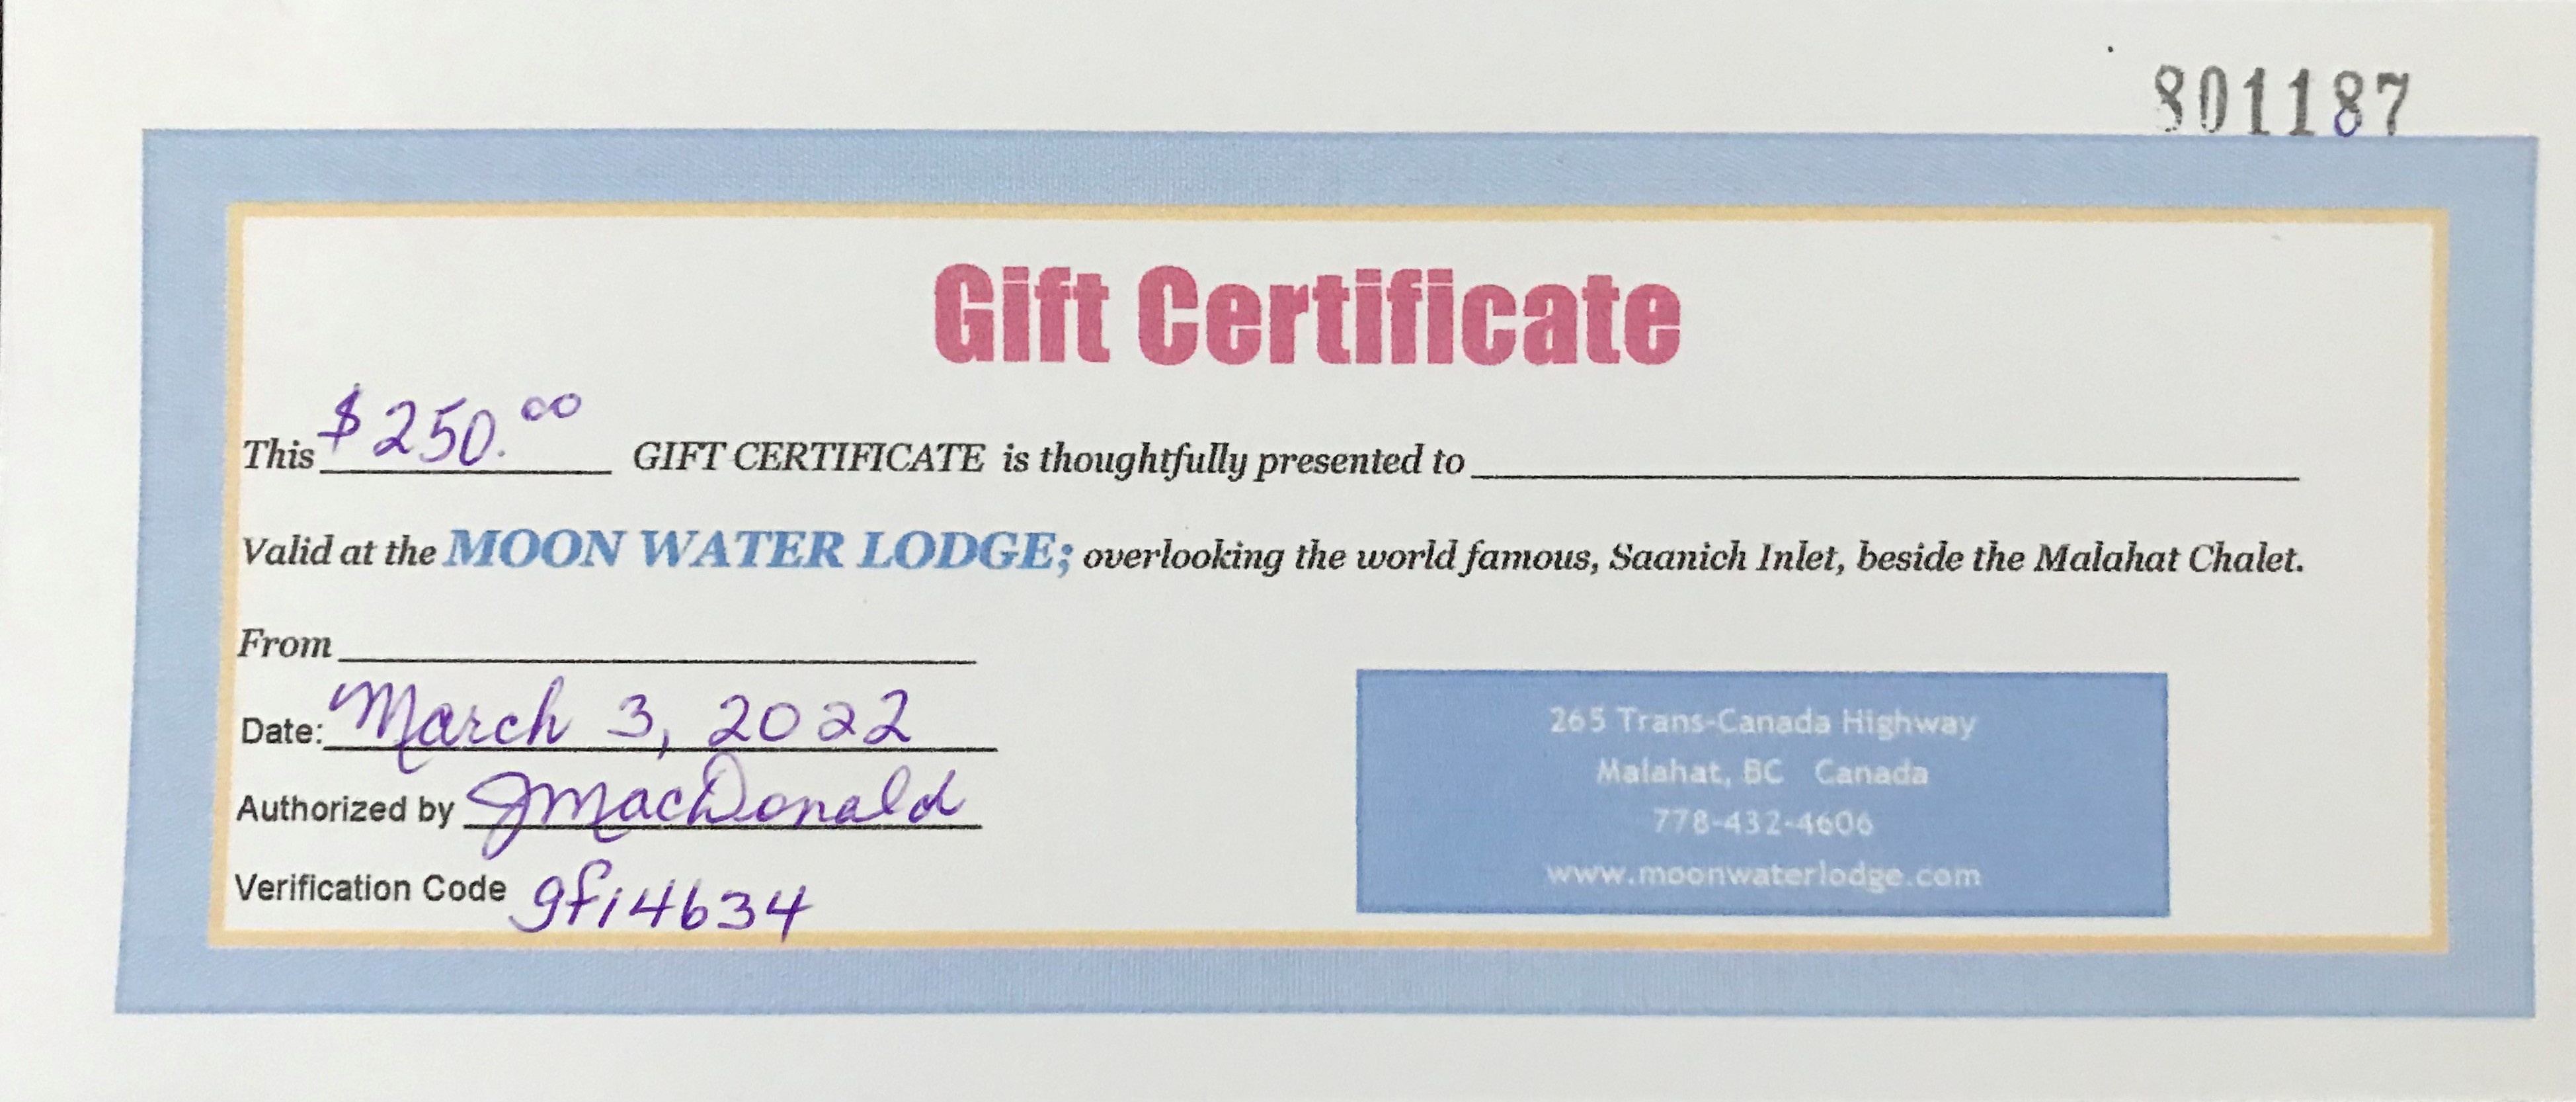 801187
Gift Certificate
This $250.00 GIFT CERTIFICATE is thoughtfully presented to
Valid at the MOON WATER LODGE; overlooking the world famous, Saanich Inlet, beside the Malahat Chalet.
From
Date: March 3, 2022
Authorized by JMacDonald
Verification Code gfi4634
265 Trans-Canada Highway
Malahat, BC Canada
778-432-4606
www.moonwaterlodge.com